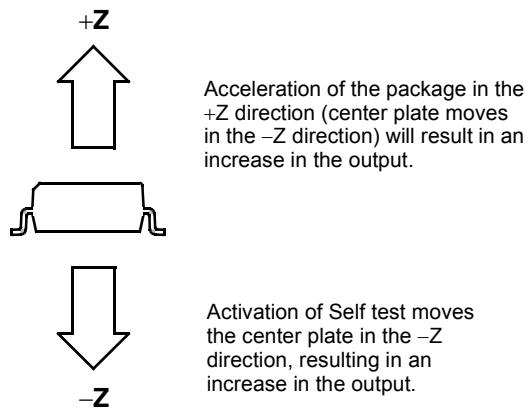 +Z
Acceleration of the package in the
+Z direction (center plate moves
in the −Z direction) will result in an
increase in the output.
Activation of Self test moves
the center plate in the −Z
direction, resulting in an
increase in the output.
−Z